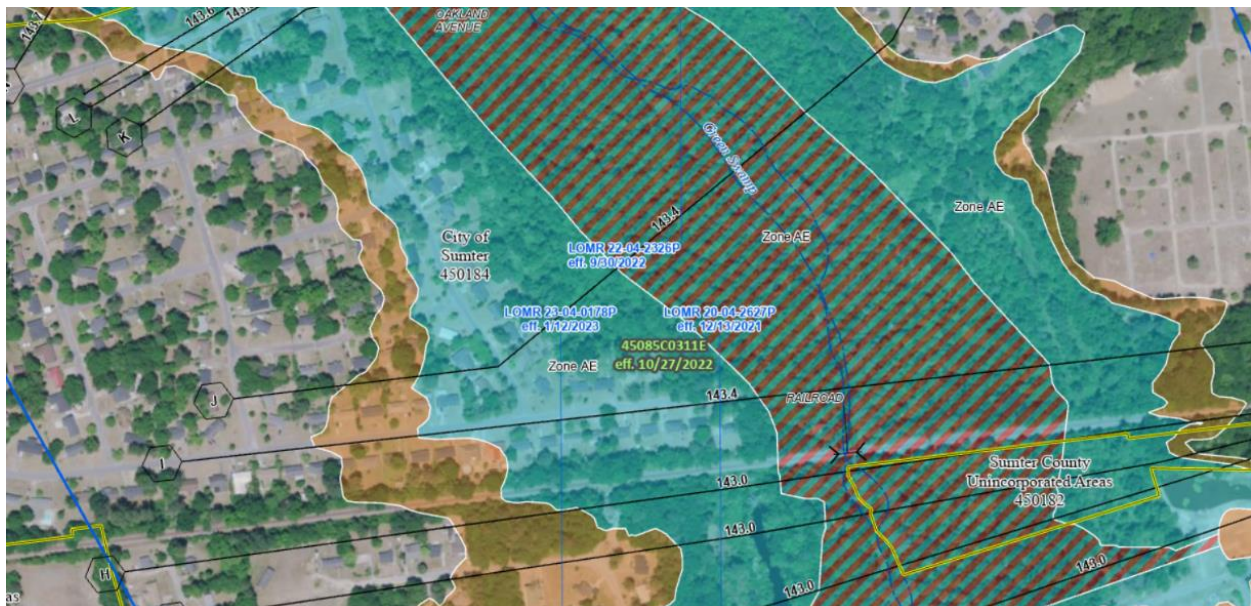 143.7
143.6
OAKLAND
AVENUE
L
K
Green Swamp
143.4
Zone AE
Zone AE
City of
Sumter
450184
LOMR 22-04-2326P
eff. 9/30/2022
LOMR 23-04-0178P
eff. 1/12/2023
LOMR 20-04-2627P
eff. 12/13/2021
45085C0311E
eff. 10/27/2022
Zone AE
J
143.4
RAILROAD
I
143.0
Sumter County
Unincorporated Areas
450182
143.0
H
143.0
143.0
as